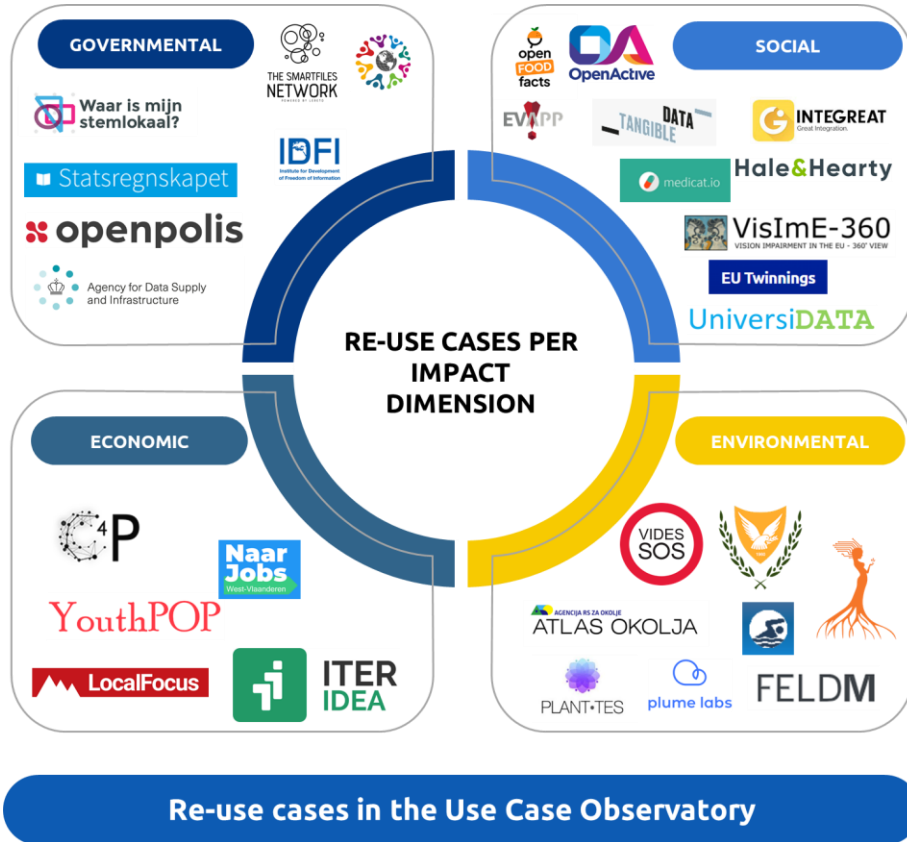 GOVERNMENTAL
THE SMARTFILES
NETWORK
Waar is mijn
stemlokaal?
IDFI
Institute for Development
of Freedom of Information
Statsregnskapet
openpolis
Agency for Data Supply
and Infrastructure
SOCIAL
open
FOOD
facts
OpenActive
EVAPP
DATA
TANGIBLE
INTEGREAT
Great Integration.
medicat.io
Hale&Hearty
VisImE-360
VISION IMPAIRMENT IN THE EU - 360° VIEW
EU Twinnings
UniversiDATA
RE-USE CASES PER
IMPACT
DIMENSION
ECONOMIC
C4P
Naar
Jobs
West-Vlaanderen
YouthPOP
LocalFocus
ITER
IDEA
ENVIRONMENTAL
VIDES
SOS
AGENCIJA RS ZA OKOLJE
ATLAS OKOLJA
PLANT•TES
plume labs
FELDM
Re-use cases in the Use Case Observatory